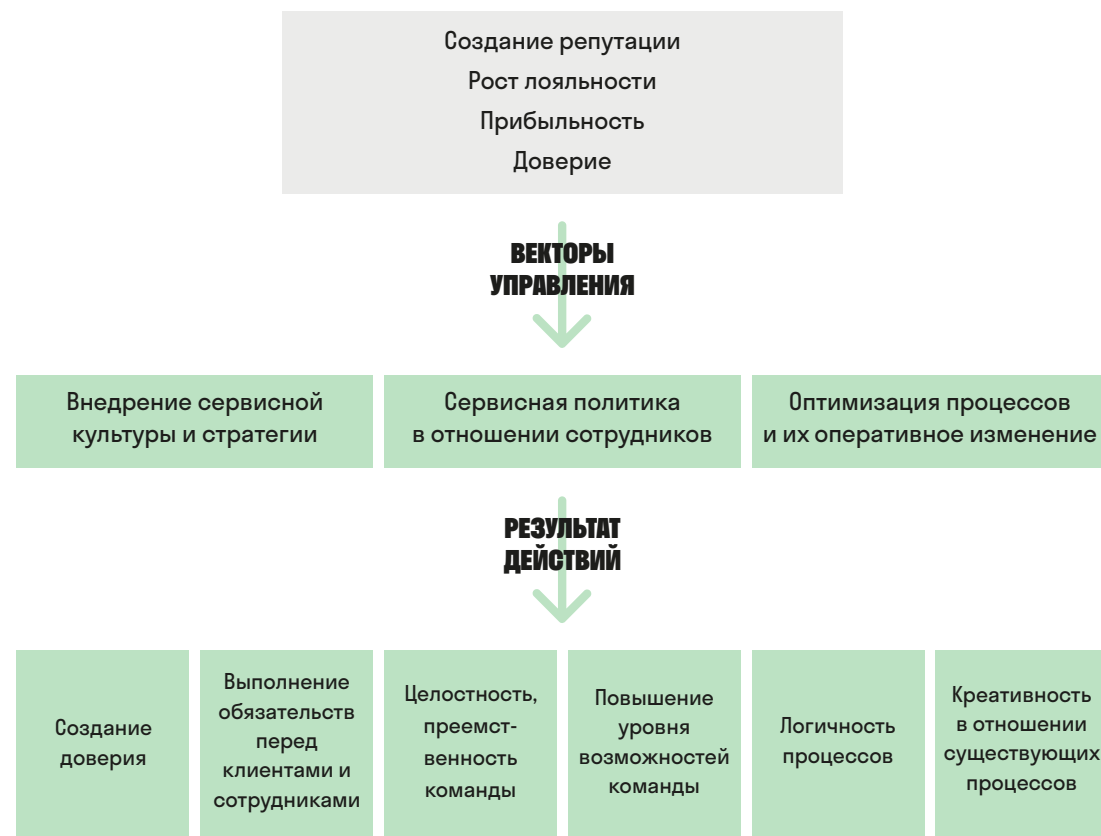 Создание репутации
Рост лояльности
Прибыльность
Доверие
ВЕКТОРЫ
УПРАВЛЕНИЯ
Внедрение сервисной
культуры и стратегии
Сервисная политика
в отношении сотрудников
Оптимизация процессов
и их оперативное изменение
РЕЗУЛЬТАТ
ДЕЙСТВИЙ
Создание
доверия
Выполнение
обязательств
перед
клиентами и
сотрудниками
Целостность,
преемст-
венность
команды
Повышение
уровня
возможностей
команды
Логичность
процессов
Креативность
в отношении
существующих
процессов